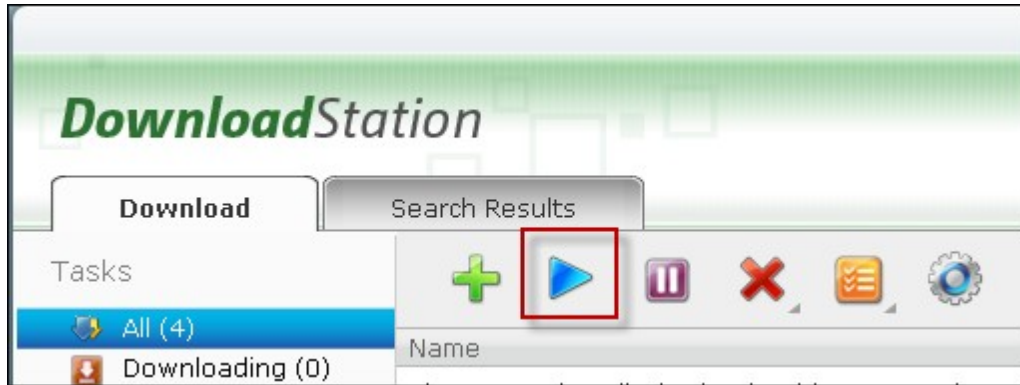 DownloadStation
Download
Search Results
Tasks
All (4)
Downloading (0)
Name